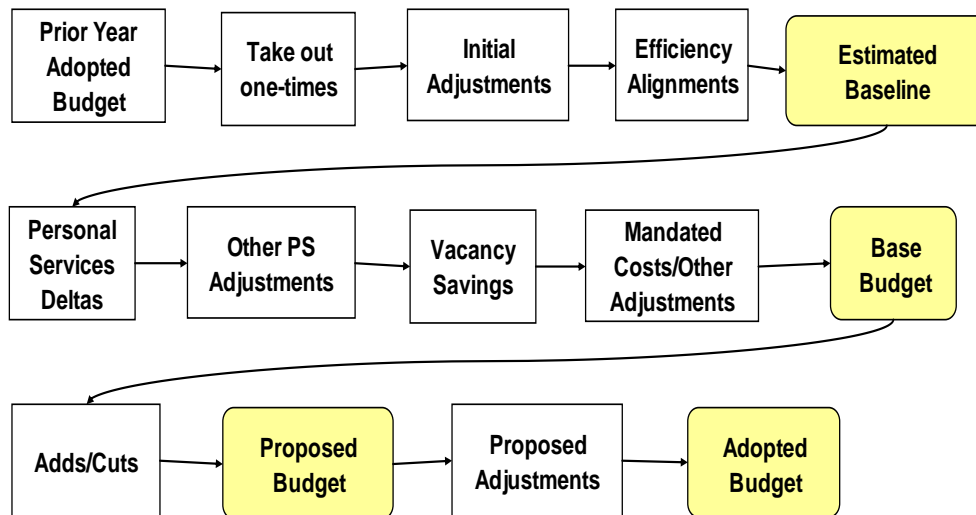 Prior Year
Adopted
Budget
Take out
one-times
Initial
Adjustments
Efficiency
Alignments
Estimated
Baseline
Personal
Services
Deltas
Other PS
Adjustments
Vacancy
Savings
Mandated
Costs/Other
Adjustments
Base
Budget
Adds/Cuts
Proposed
Budget
Proposed
Adjustments
Adopted
Budget